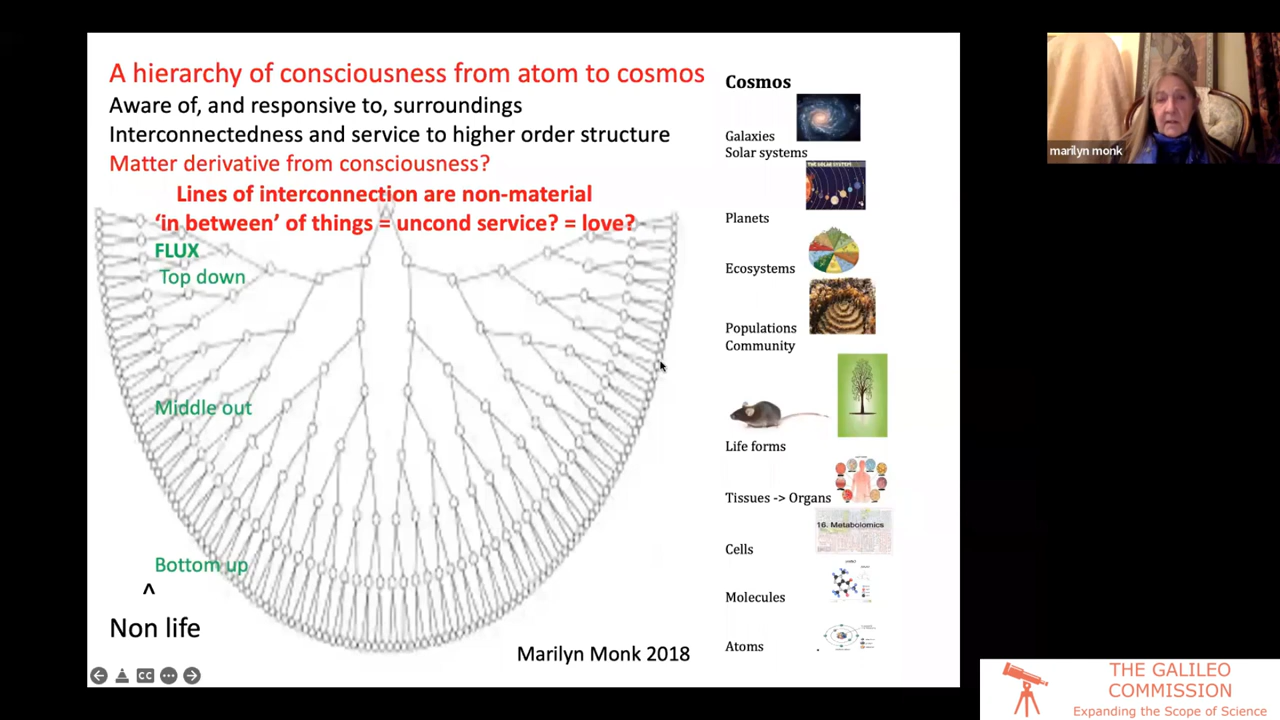 A hierarchy of consciousness from atom to cosmos
Aware of, and responsive to, surroundings
Interconnectedness and service to higher order structure
Matter derivative from consciousness?
Lines of interconnection are non-material
‘in between’ of things = uncond service? = love?
FLUX
Top down
Middle out
Bottom up
^
Non life
Marilyn Monk 2018
CC
Cosmos
Galaxies
Solar systems
THE SOLAR SYSTEM
Planets
Ecosystems
Populations
Community
Life forms
Tissues -> Organs
16. Metabolomics
Cells
Molecules
Atoms
marilyn monk
THE GALILEO
COMMISSION
Expanding the Scope of Science